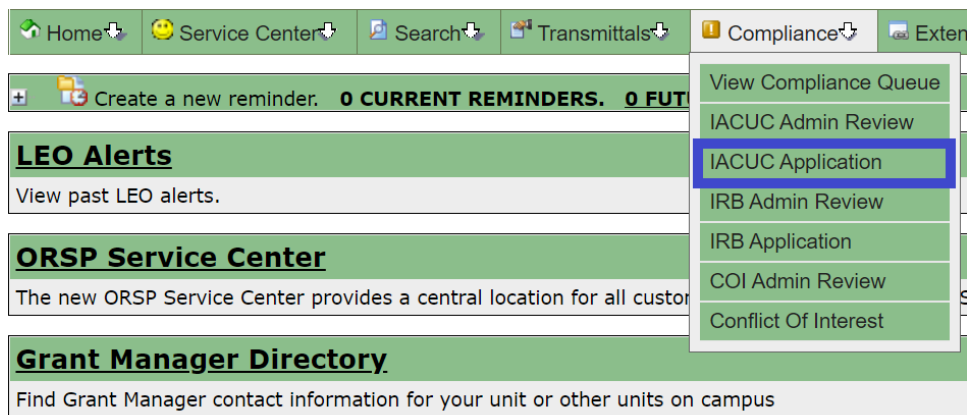 Home Service Center Search Transmittals Compliance Exten
Create a new reminder. 0 CURRENT REMINDERS. 0 FUT
View Compliance Queue
IACUC Admin Review
IACUC Application
IRB Admin Review
IRB Application
COI Admin Review
Conflict Of Interest
LEO Alerts
View past LEO alerts.
ORSP Service Center
The new ORSP Service Center provides a central location for all custo
Grant Manager Directory
Find Grant Manager contact information for your unit or other units on campus